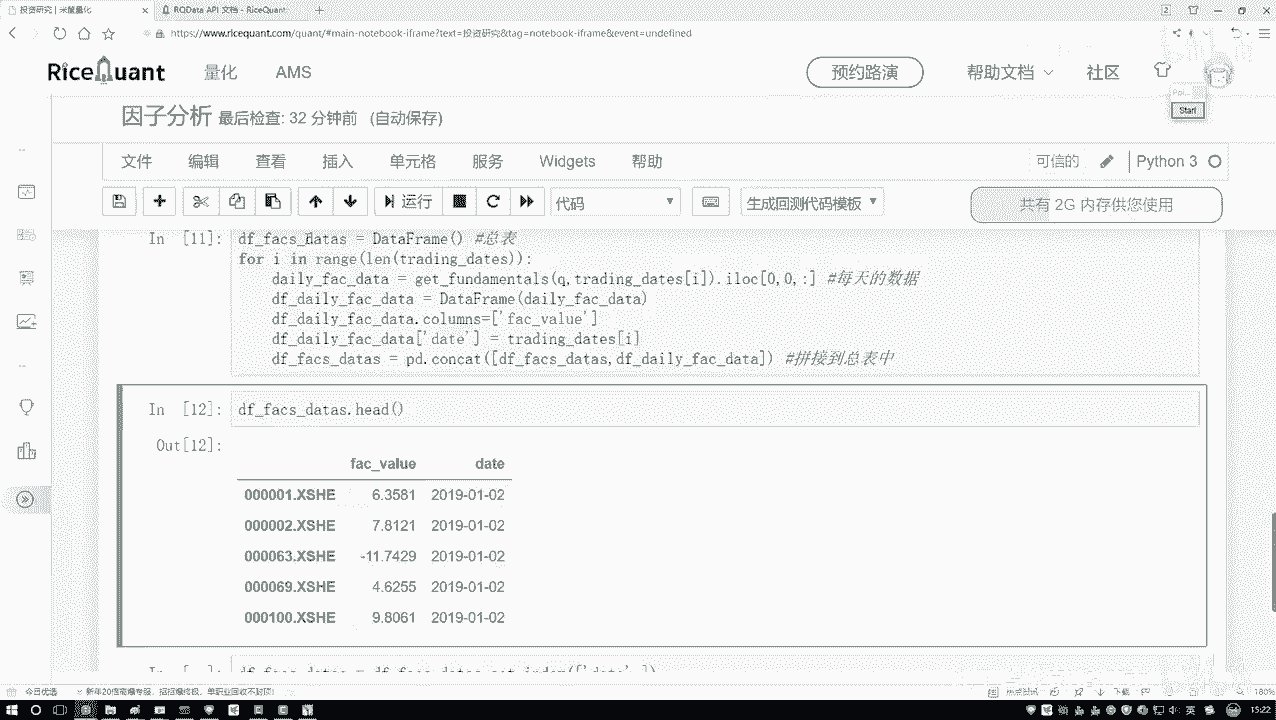 投资研究 | 米筐量化
RQData API 文档 - RiceQuant
https://www.ricequant.com/quant/#main-notebook-iframe?text=投资研究&tag=notebook-iframe&event=undefined
RiceQuant 量化 AMS 预约路演 帮助文档 社区
Start
因子分析 最后检查: 32 分钟前 (自动保存)
文件 编辑 查看 插入 单元格 服务 Widgets 帮助 可信的 Python 3
运行 代码 生成回测代码模板 共有 2G 内存供您使用
In [11]: df_facs_datas = DataFrame() #总表
for i in range(len(trading_dates)):
daily_fac_data = get_fundamentals(q,trading_dates[i]).iloc[0,0,:] #每天的数据
df_daily_fac_data = DataFrame(daily_fac_data)
df_daily_fac_data.columns=['fac_value']
df_daily_fac_data['date'] = trading_dates[i]
df_facs_datas = pd.concat([df_facs_datas,df_daily_fac_data]) #拼接到总表中
In [12]: df_facs_datas.head()
Out[12]:
fac_value date
000001.XSHE 6.3581 2019-01-02
000002.XSHE 7.8121 2019-01-02
000063.XSHE -11.7429 2019-01-02
000069.XSHE 4.6255 2019-01-02
000100.XSHE 9.8061 2019-01-02
今日优选
下载 180%
英 15:22